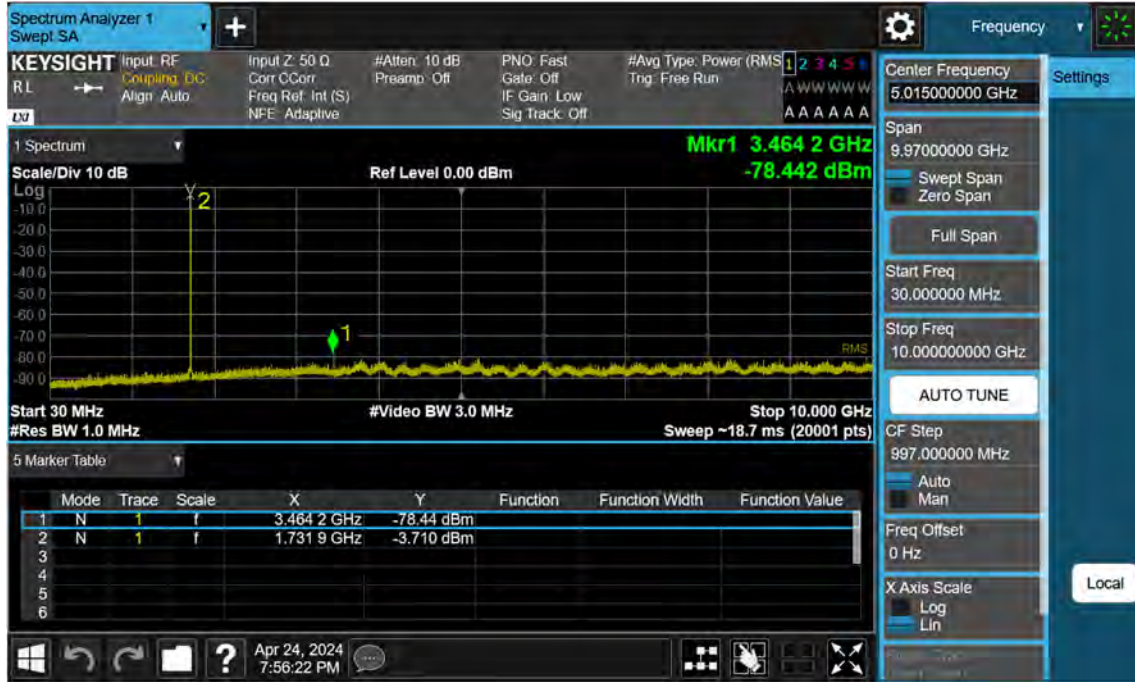 Spectrum Analyzer 1
Swept SA
+
Frequency
KEYSIGHT
RL
LXI
Input: RF
Coupling: DC
Align: Auto
Input Z: 50 Ω
Corr CCorr
Freq Ref: Int (S)
NFE: Adaptive
#Atten: 10 dB
Preamp: Off
PNO: Fast
Gate: Off
IF Gain: Low
Sig Track: Off
#Avg Type: Power (RMS
Trig: Free Run
1 2 3 4 5 6
A W W W W W
A A A A A A
Center Frequency
5.015000000 GHz
Settings
1 Spectrum
Mkr1 3.464 2 GHz
Scale/Div 10 dB
Ref Level 0.00 dBm
-78.442 dBm
Span
9.97000000 GHz
Swept Span
Zero Span
Full Span
Start Freq
30.000000 MHz
Stop Freq
10.000000000 GHz
AUTO TUNE
CF Step
997.000000 MHz
Auto
Man
Freq Offset
0 Hz
X Axis Scale
Log
Lin
Local
Log
-10.0
-20.0
-30.0
-40.0
-50.0
-60.0
-70.0
-80.0
-90.0
2
1
RMS
Start 30 MHz
#Video BW 3.0 MHz
Stop 10.000 GHz
#Res BW 1.0 MHz
Sweep ~18.7 ms (20001 pts)
5 Marker Table
Mode Trace Scale X Y Function Function Width Function Value
1 N 1 f 3.464 2 GHz -78.44 dBm
2 N 1 f 1.731 9 GHz -3.710 dBm
3
4
5
6
?
Apr 24, 2024
7:56:22 PM